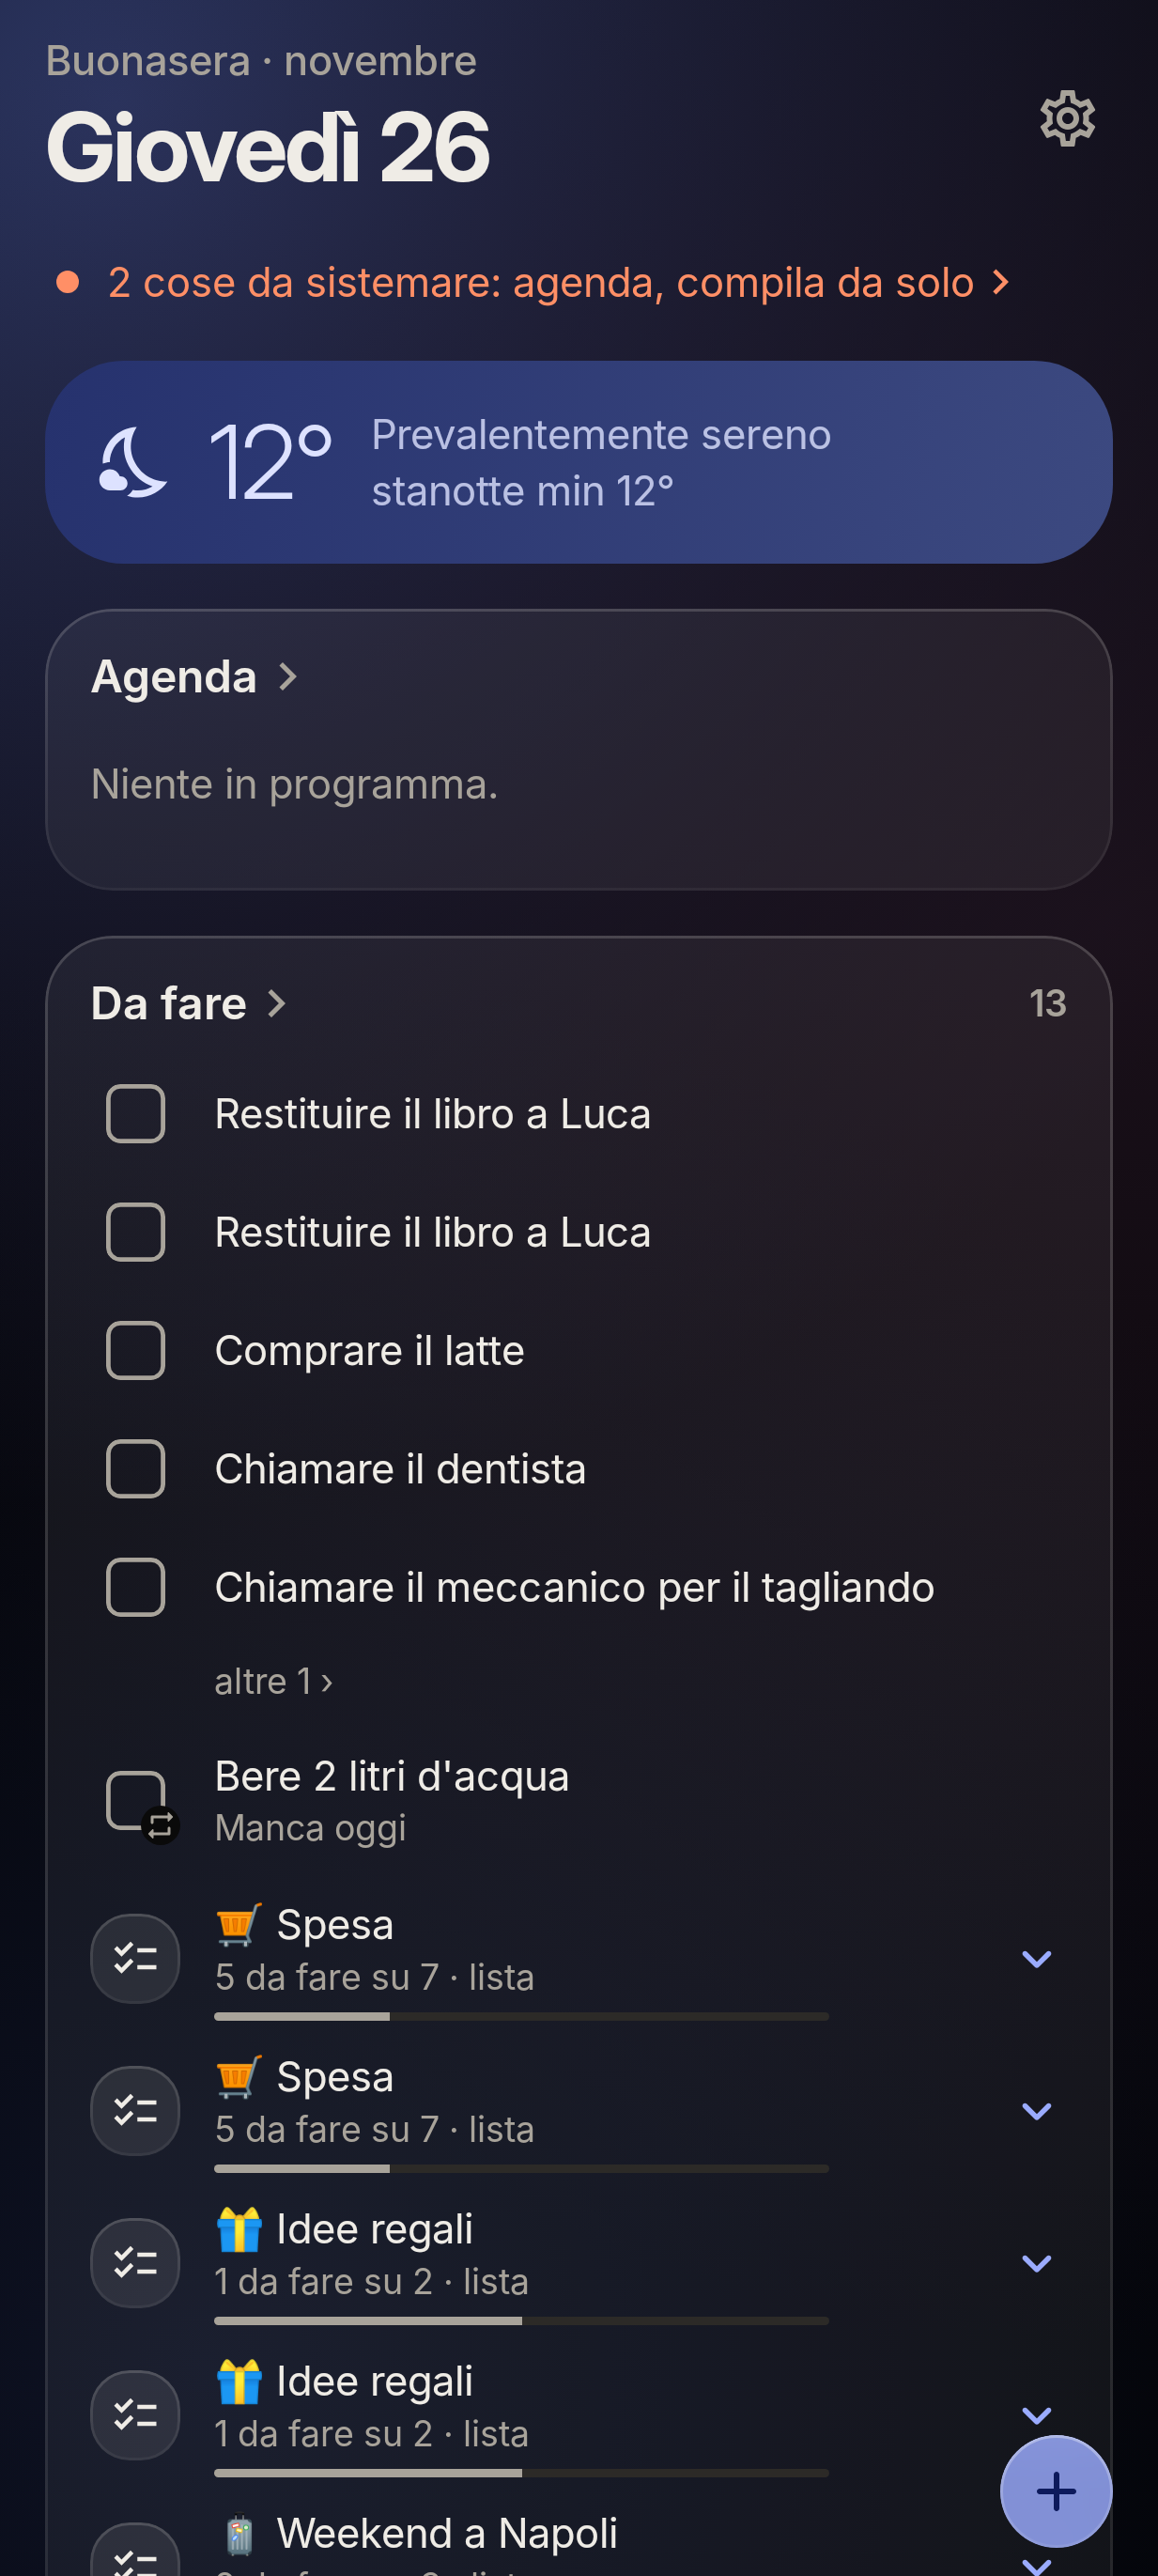 Buonasera · novembre
Giovedì 26
2 cose da sistemare: agenda, compila da solo
12°
Prevalentemente sereno
stanotte min 12°
Agenda
Niente in programma.
Da fare
13
Restituire il libro a Luca
Restituire il libro a Luca
Comprare il latte
Chiamare il dentista
Chiamare il meccanico per il tagliando
altre 1 ›
Bere 2 litri d'acqua
Manca oggi
🛒 Spesa
5 da fare su 7 · lista
🛒 Spesa
5 da fare su 7 · lista
🎁 Idee regali
1 da fare su 2 · lista
🎁 Idee regali
1 da fare su 2 · lista
🧳 Weekend a Napoli